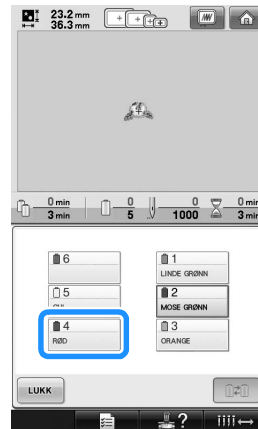 23.2 mm
36.3 mm
0 min
3 min
0
5
0
1000
0 min
3 min
6
1
LINDE GRØNN
5
2
MOSE GRØNN
4
RØD
3
ORANGE
LUKK
?